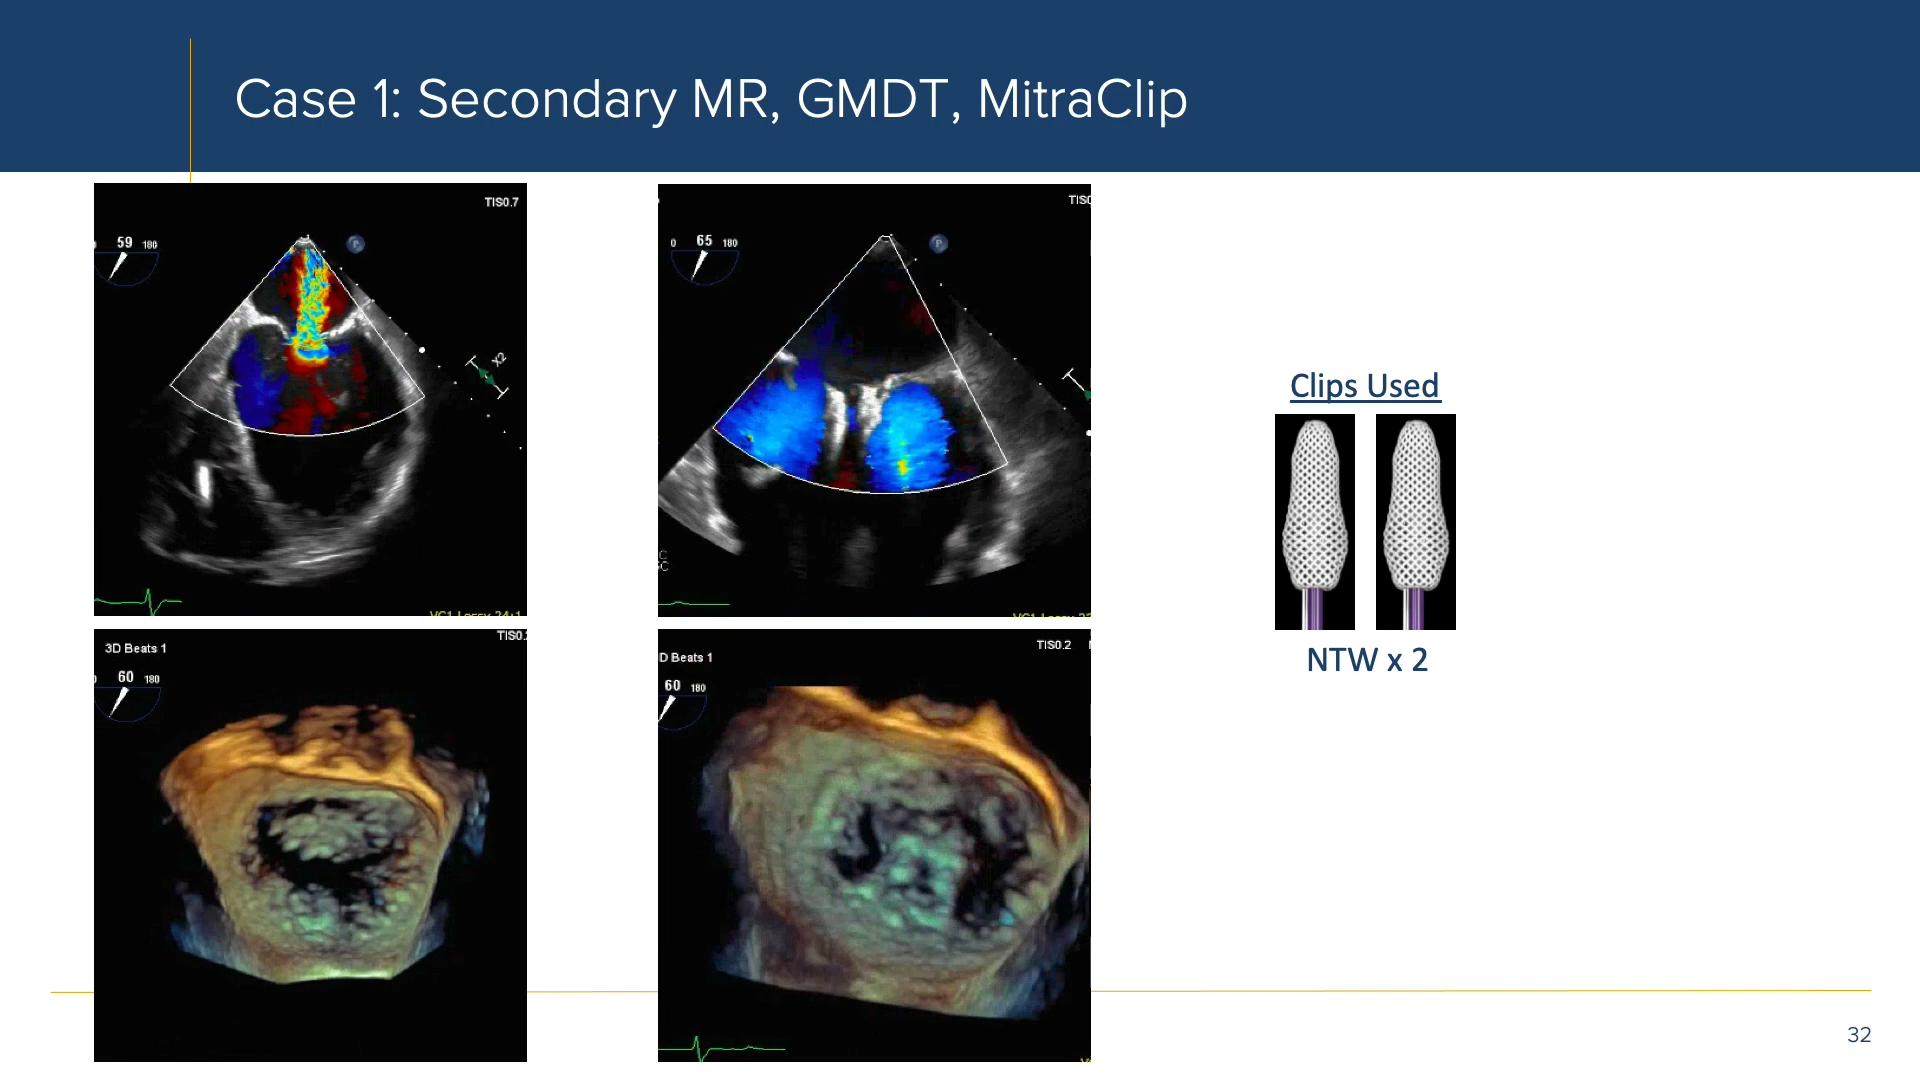 Case 1: Secondary MR, GMDT, MitraClip
TIS0.7
59 180
P
X2
TIS0
0 65 180
P
Clips Used
NTW x 2
3D Beats 1
TIS0.
60 180
D Beats 1
TIS0.2
60 180
32